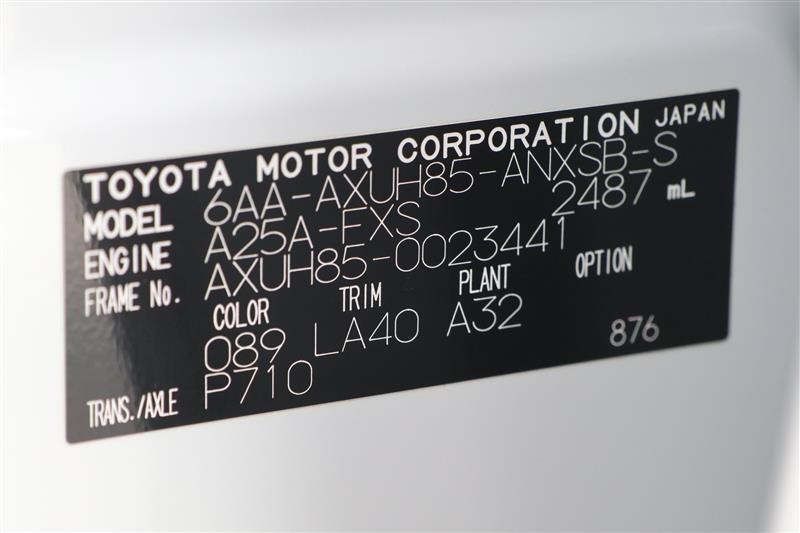 TOYOTA MOTOR CORPORATION JAPAN
MODEL 6AA-AXUH85-ANXSB-S
ENGINE A25A-FXS 2487 mL
FRAME No. AXUH85-0023441
COLOR TRIM PLANT OPTION
089 LA40 A32
TRANS./AXLE P710 876